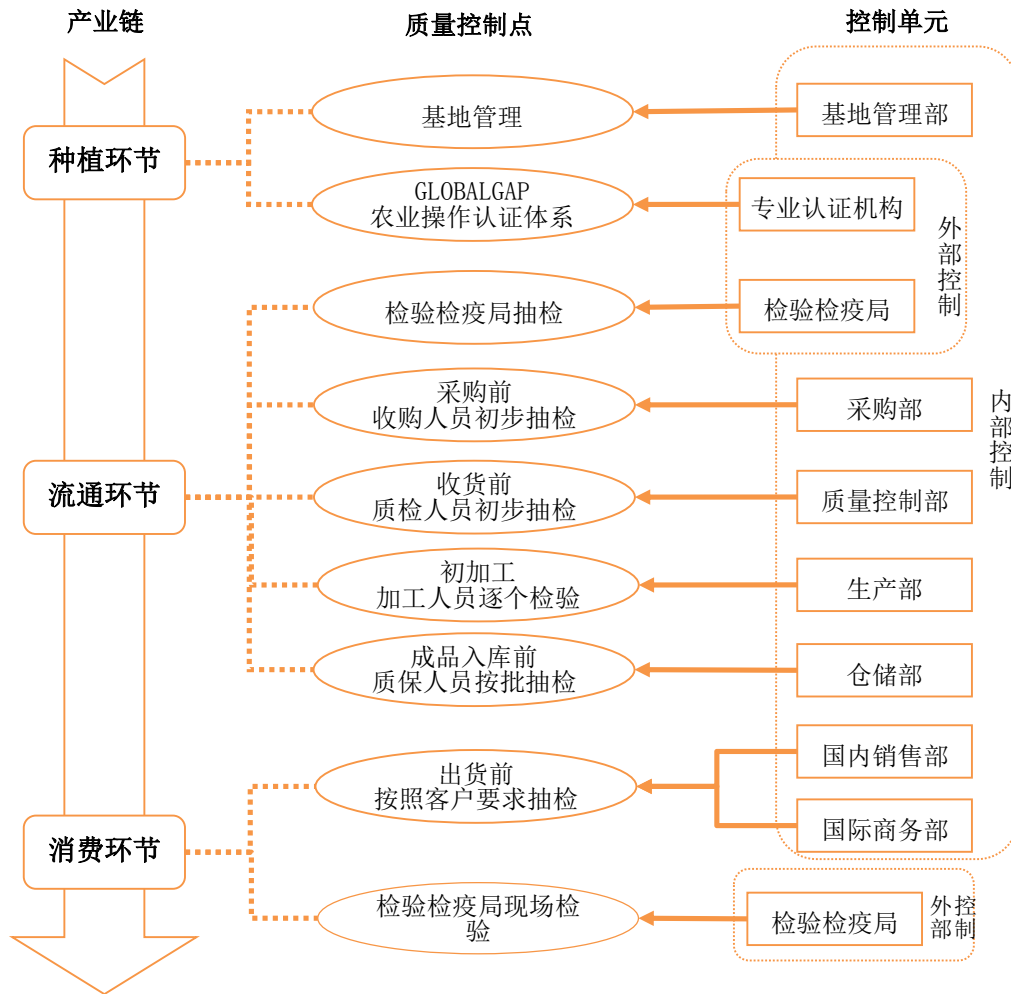 产业链
质量控制点
控制单元
种植环节
基地管理
基地管理部
GLOBALGAP
农业操作认证体系
专业认证机构
外部控制
检验检疫局抽检
检验检疫局
流通环节
采购前
收购人员初步抽检
采购部
内部控制
收货前
质检人员初步抽检
质量控制部
初加工
加工人员逐个检验
生产部
成品入库前
质保人员按批抽检
仓储部
消费环节
出货前
按照客户要求抽检
国内销售部
国际商务部
检验检疫局现场检
验
检验检疫局
外部控制